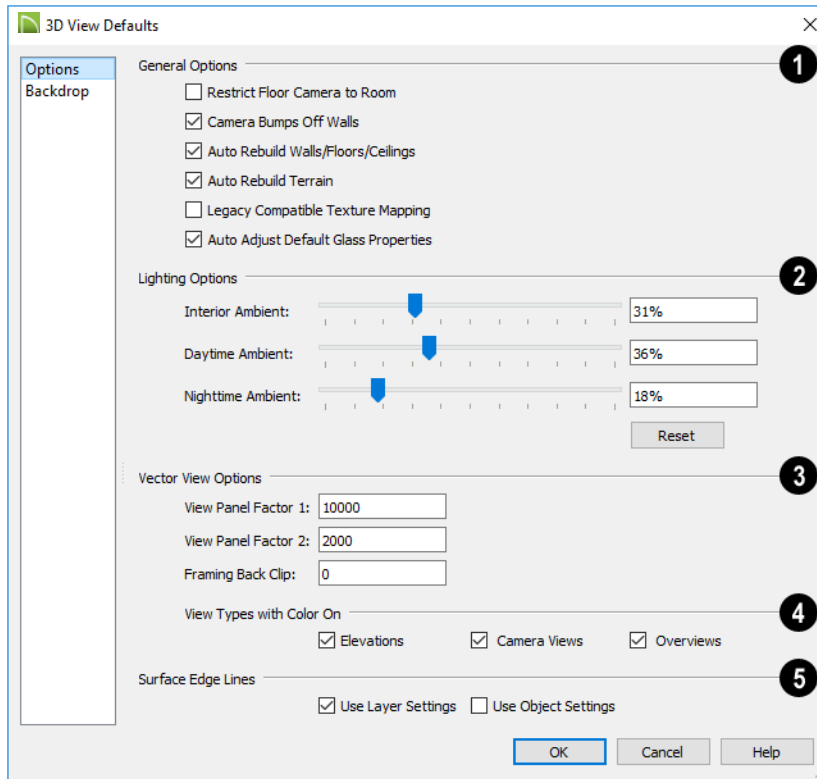 3D View Defaults
Options
Backdrop
General Options 1
Restrict Floor Camera to Room
Camera Bumps Off Walls
Auto Rebuild Walls/Floors/Ceilings
Auto Rebuild Terrain
Legacy Compatible Texture Mapping
Auto Adjust Default Glass Properties
Lighting Options 2
Interior Ambient: 31%
Daytime Ambient: 36%
Nighttime Ambient: 18%
Reset
Vector View Options 3
View Panel Factor 1: 10000
View Panel Factor 2: 2000
Framing Back Clip: 0
View Types with Color On 4
Elevations Camera Views Overviews
Surface Edge Lines 5
Use Layer Settings Use Object Settings
OK Cancel Help